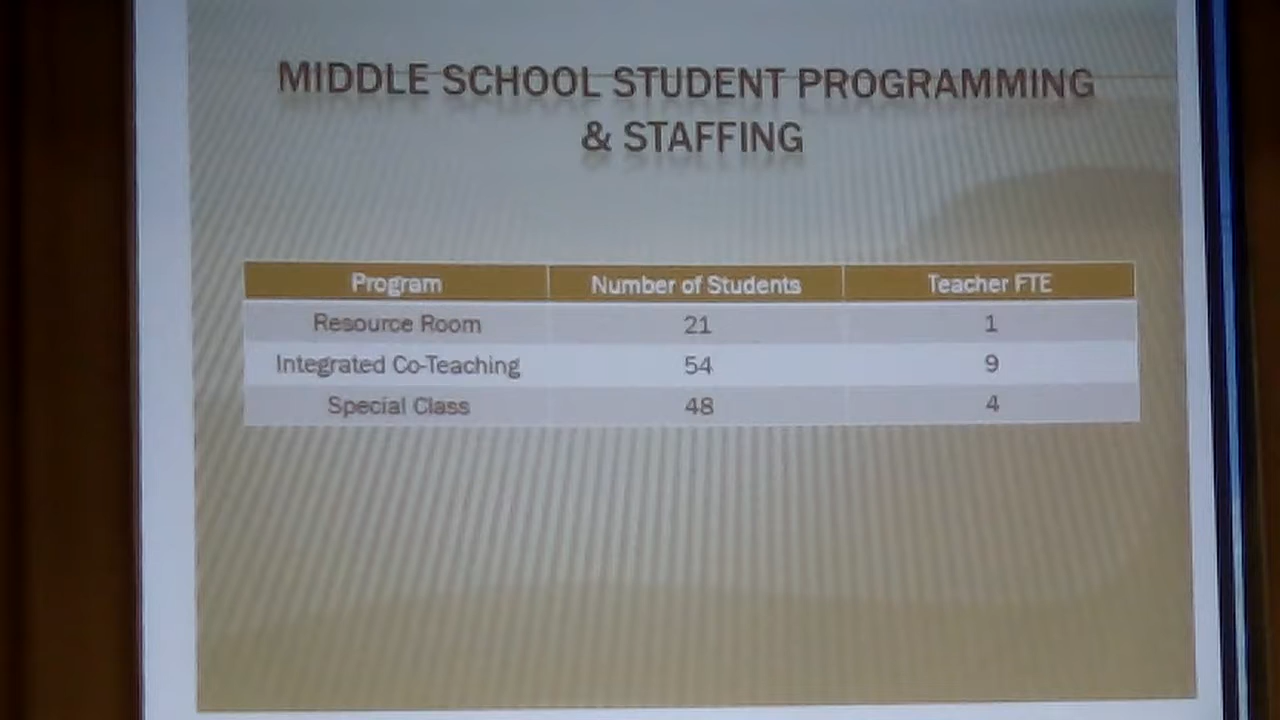 MIDDLE SCHOOL STUDENT PROGRAMMING
& STAFFING
Program Number of Students Teacher FTE
Resource Room 21 1
Integrated Co-Teaching 54 9
Special Class 48 4